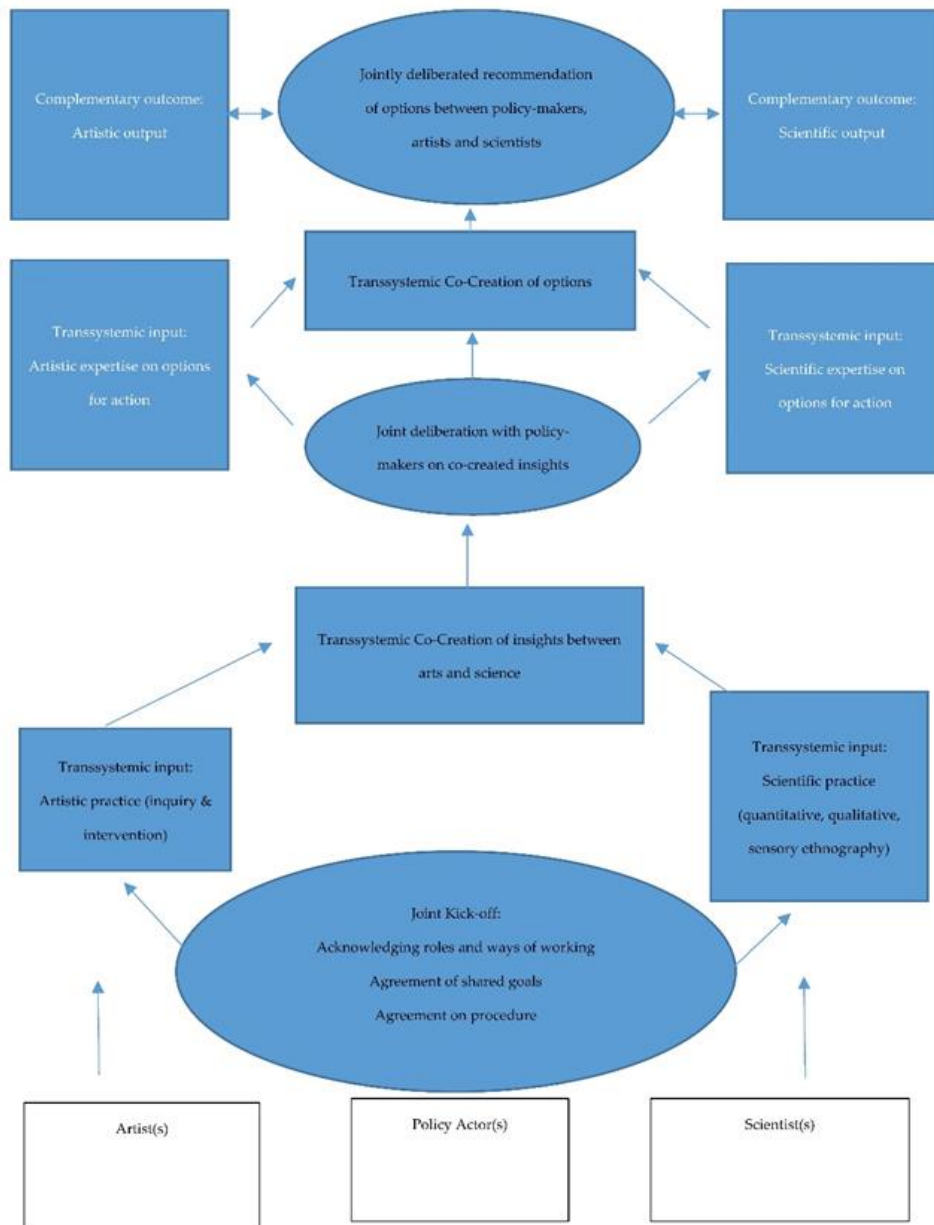 Complementary outcome:
Artistic output
Jointly deliberated recommendation
of options between policy-makers,
artists and scientists
Complementary outcome:
Scientific output
Transsystemic input:
Artistic expertise on options
for action
Transsystemic Co-Creation of options
Transsystemic input:
Scientific expertise on
options for action
Joint deliberation with policy-
makers on co-created insights
Transsystemic Co-Creation of insights between
arts and science
Transsystemic input:
Artistic practice (inquiry &
intervention)
Transsystemic input:
Scientific practice
(quantitative, qualitative,
sensory ethnography)
Joint Kick-off:
Acknowledging roles and ways of working
Agreement of shared goals
Agreement on procedure
Artist(s)
Policy Actor(s)
Scientist(s)